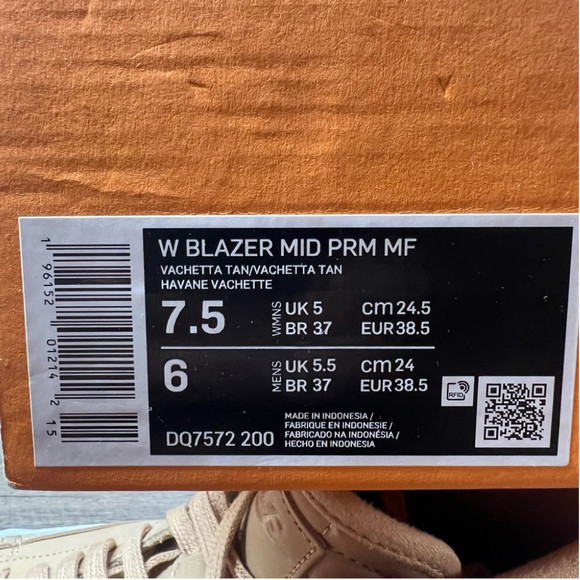 W BLAZER MID PRM MF
VACHETTA TAN/VACHETTA TAN
HAVANE VACHETTE
7.5 WMNS UK 5 CM 24.5
BR 37 EUR 38.5
6 MENS UK 5.5 CM 24
BR 37 EUR 38.5
DQ7572 200
MADE IN INDONESIA /
FABRIQUE EN INDONESIE /
FABRICADO NA INDONÉSIA /
HECHO EN INDONESIA
RFID
1 96152 01214 2 15